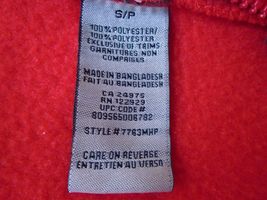 S/P
100% POLYESTER/
100% POLYESTER
EXCLUSIVE OF TRIMS
GARNITURES NON
COMPRISES
MADE IN BANGLADESH
FAIT AU BANGLADESH
CA 24975
RN 122929
UPC CODE#
809565006782
STYLE# 7763MHP
CARE ON REVERSE
ENTRETIEN AU VERSO